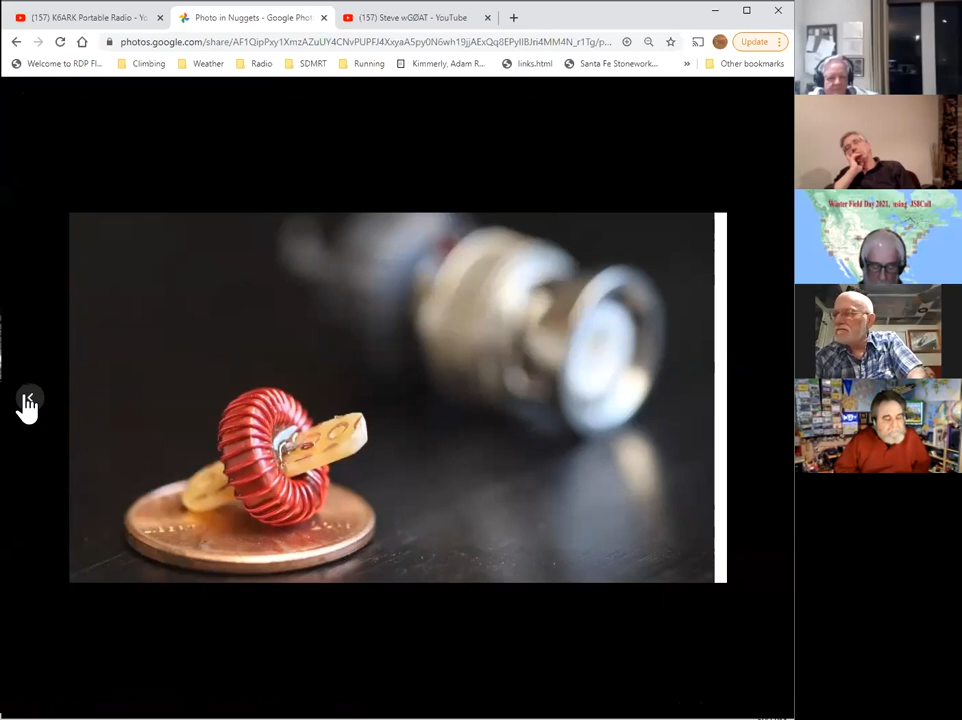 (157) K6ARK Portable Radio - Yo
Photo in Nuggets - Google Phot
(157) Steve wGØAT - YouTube
photos.google.com/share/AF1QipPxy1XmzAZuUY4CNvPUPFJ4XxyaA5py0N6wh19jjAExQq8EPyIIBJri4MM4N_r1Tg/p...
Update
Welcome to RDP Fl...
Climbing
Weather
Radio
SDMRT
Running
Kimmerly, Adam R...
links.html
Santa Fe Stonework...
»
Other bookmarks
Winter Field Day 2021, using JS8Call